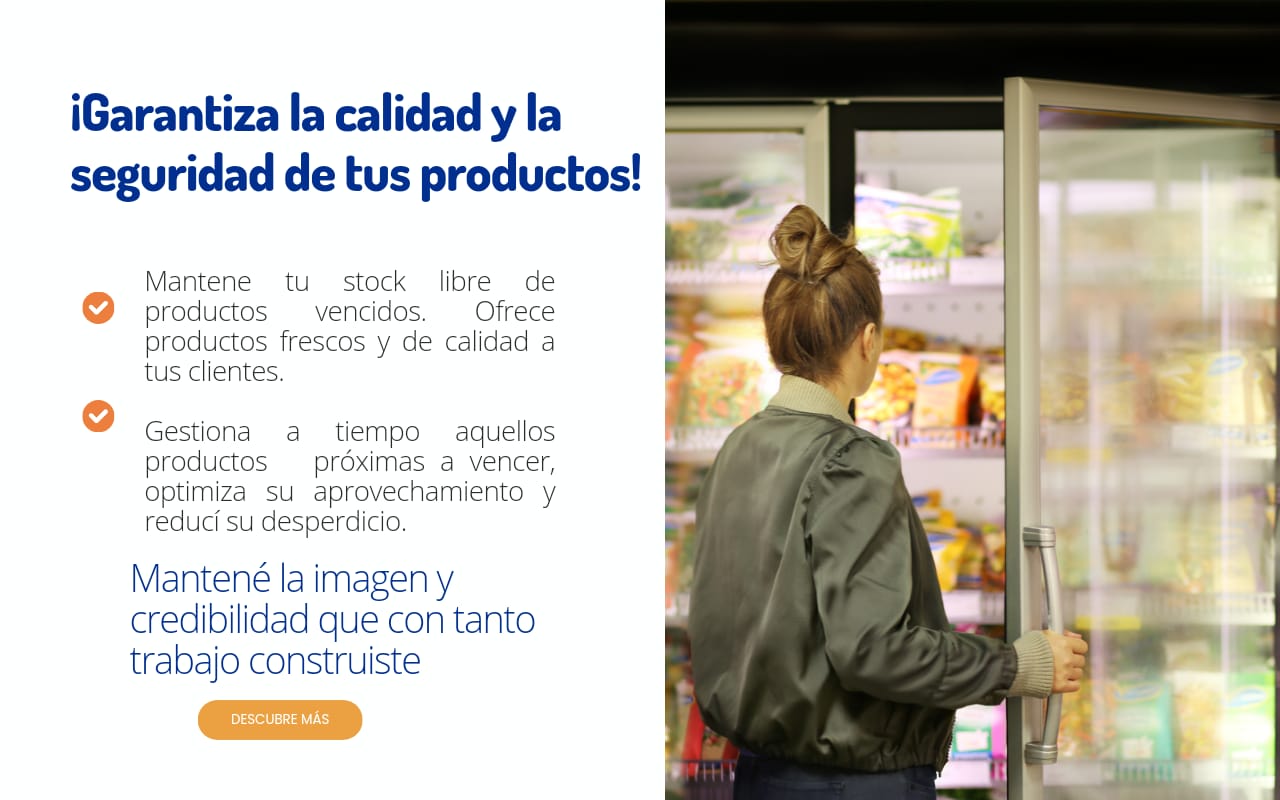 ¡Garantiza la calidad y la
seguridad de tus productos!
Mantene tu stock libre de
productos vencidos. Ofrece
productos frescos y de calidad a
tus clientes.
Gestiona a tiempo aquellos
productos próximas a vencer,
optimiza su aprovechamiento y
reducí su desperdicio.
Mantené la imagen y
credibilidad que con tanto
trabajo construiste
DESCUBRE MÁS